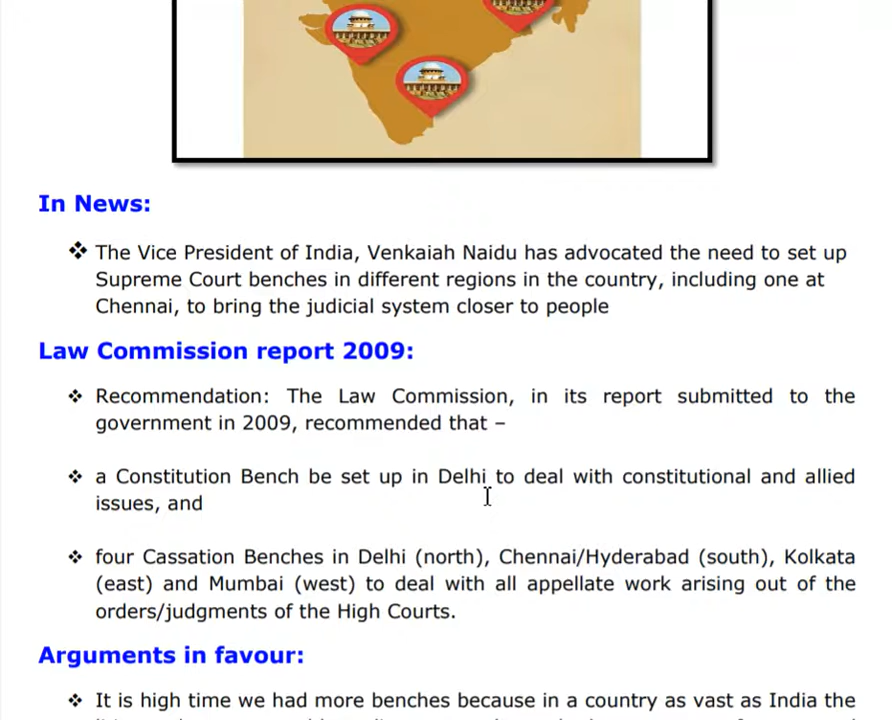 In News:
❖ The Vice President of India, Venkaiah Naidu has advocated the need to set up
Supreme Court benches in different regions in the country, including one at
Chennai, to bring the judicial system closer to people
Law Commission report 2009:
❖ Recommendation: The Law Commission, in its report submitted to the
government in 2009, recommended that –
❖ a Constitution Bench be set up in Delhi to deal with constitutional and allied
issues, and
❖ four Cassation Benches in Delhi (north), Chennai/Hyderabad (south), Kolkata
(east) and Mumbai (west) to deal with all appellate work arising out of the
orders/judgments of the High Courts.
Arguments in favour:
❖ It is high time we had more benches because in a country as vast as India the